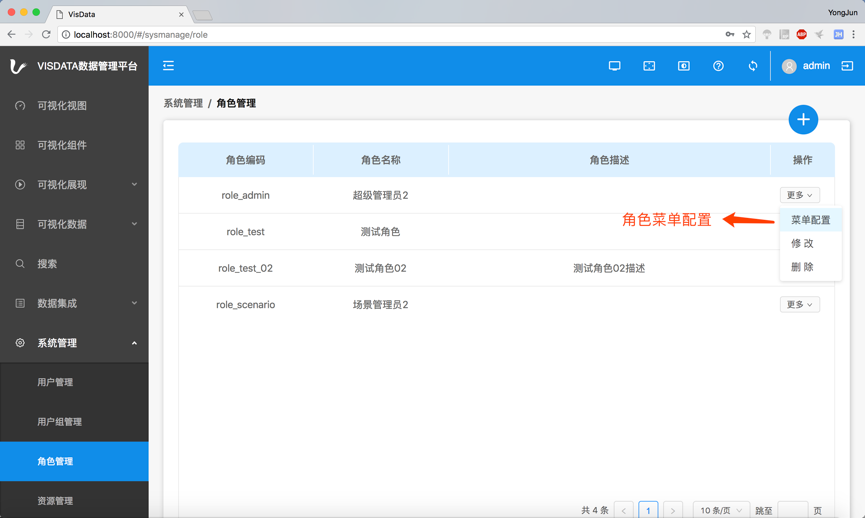 VisData
YongJun
localhost:8000/#/sysmanage/role
ABP
JH
VISDATA数据管理平台
admin
可视化视图
可视化组件
可视化展现
可视化数据
搜索
数据集成
系统管理
用户管理
用户组管理
角色管理
资源管理
系统管理 / 角色管理
角色编码 角色名称 角色描述 操作
role_admin 超级管理员2 更多
role_test 测试角色
role_test_02 测试角色02 测试角色02描述
role_scenario 场景管理员2 更多
角色菜单配置
菜单配置
修 改
删 除
共 4 条 < 1 > 10 条/页 跳至 页